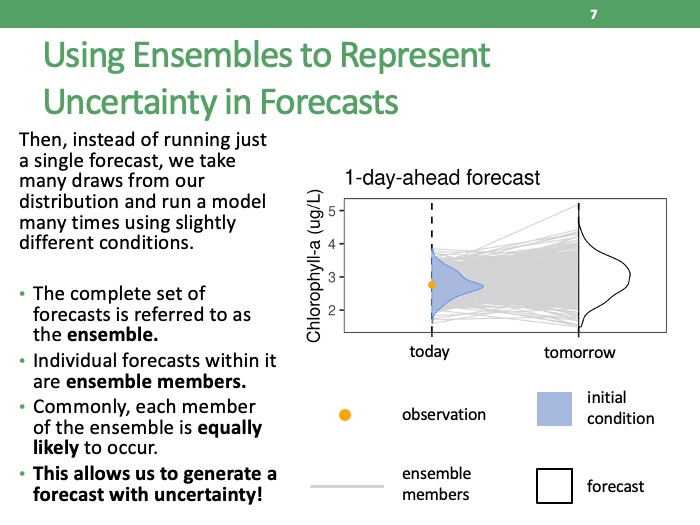 7
Using Ensembles to Represent
Uncertainty in Forecasts
Then, instead of running just
a single forecast, we take
many draws from our
distribution and run a model
many times using slightly
different conditions.
• The complete set of
forecasts is referred to as
the ensemble.
• Individual forecasts within it
are ensemble members.
• Commonly, each member
of the ensemble is equally
likely to occur.
• This allows us to generate a
forecast with uncertainty!
1-day-ahead forecast
Chlorophyll-a (ug/L)
5
4
3
2
today
tomorrow
observation
initial
condition
ensemble
members
forecast